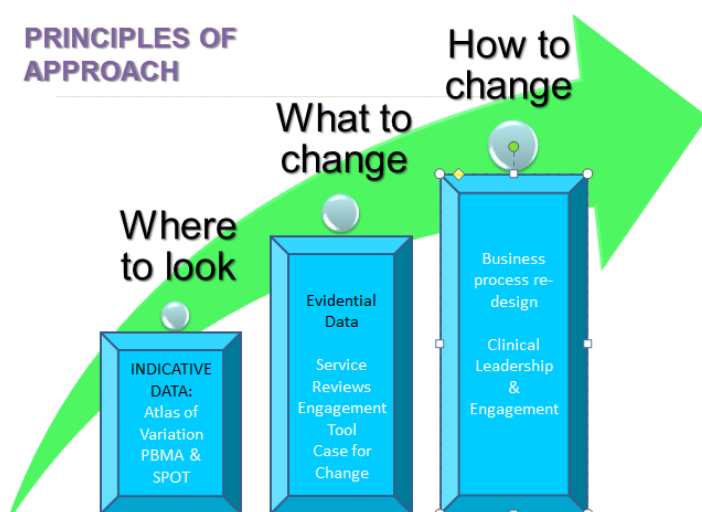 PRINCIPLES OF
APPROACH
Where
to look
INDICATIVE
DATA:
Atlas of
Variation
PBMA &
SPOT
What to
change
Evidential
Data
Service
Reviews
Engagement
Tool
Case for
Change
How to
change
Business
process re-
design
Clinical
Leadership
&
Engagement